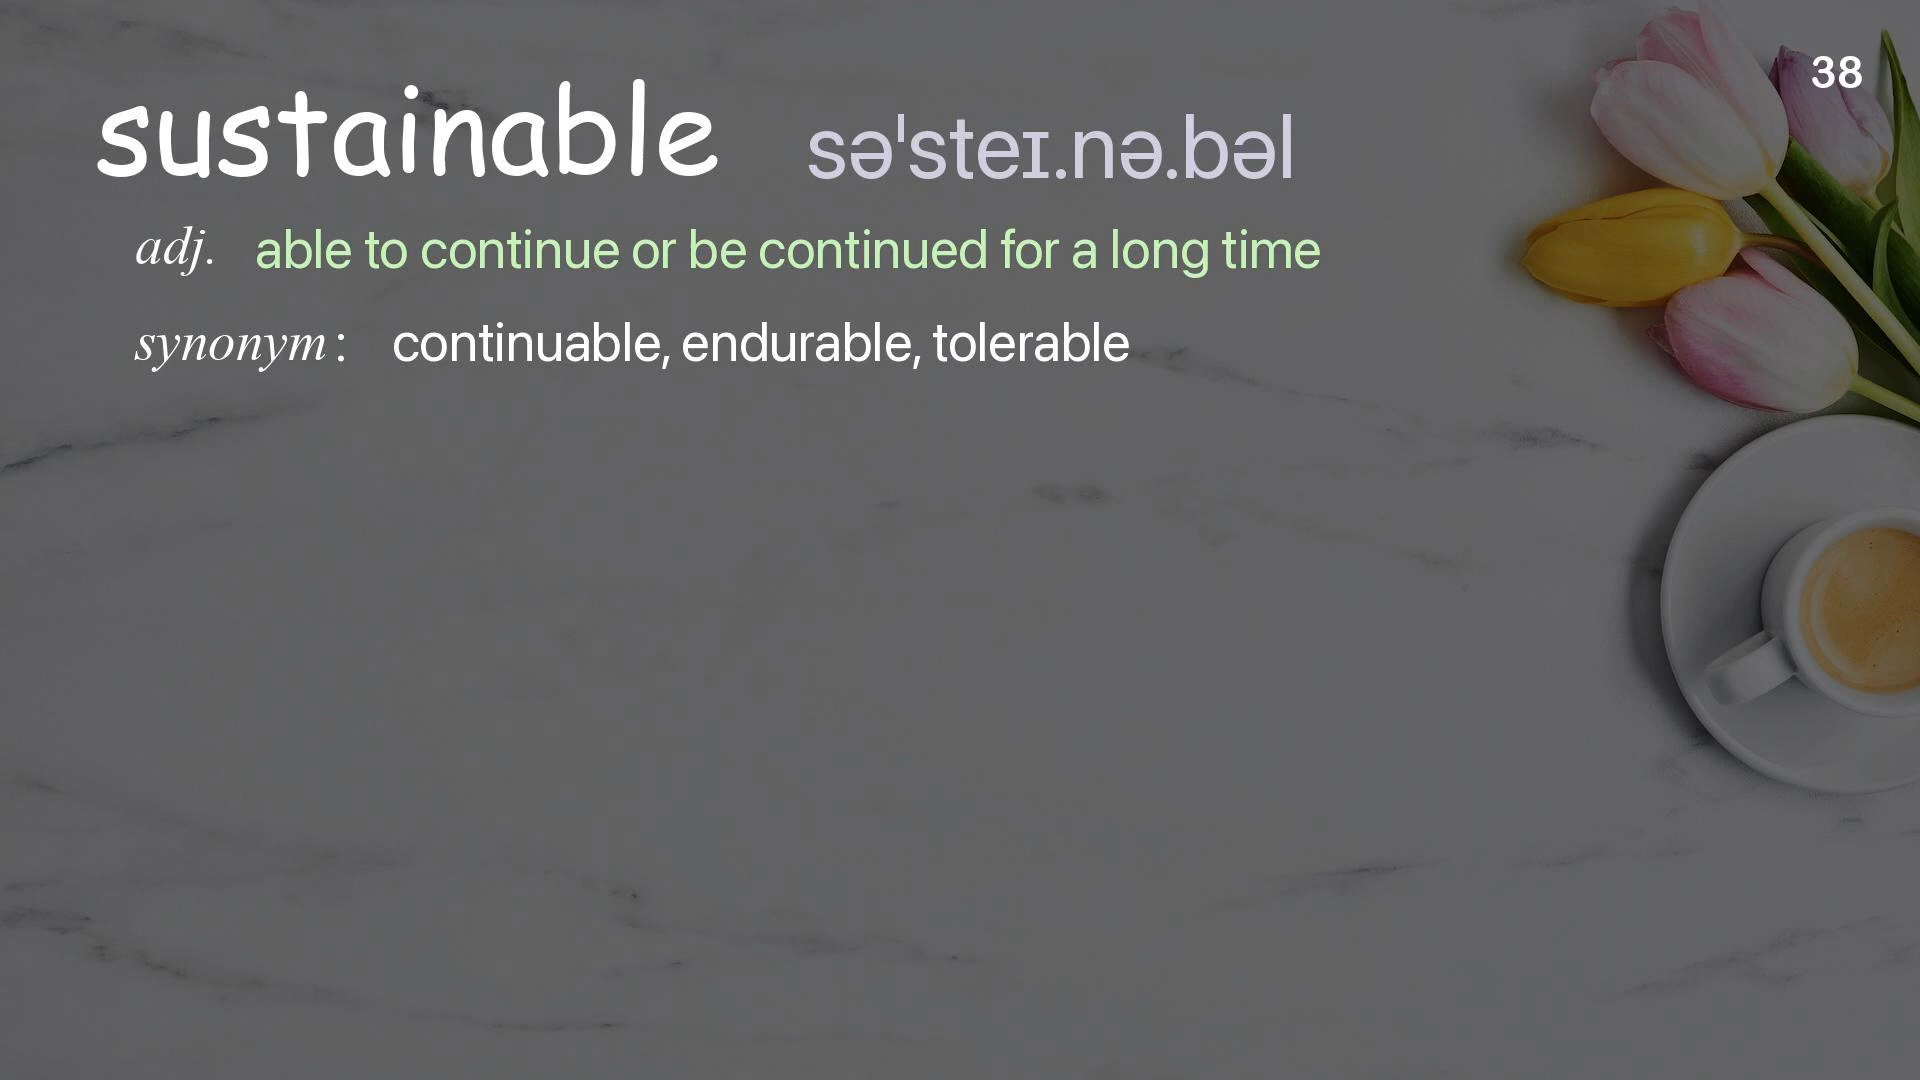 38
sustainable səˈsteɪ.nə.bəl
adj. able to continue or be continued for a long time
synonym : continuable, endurable, tolerable